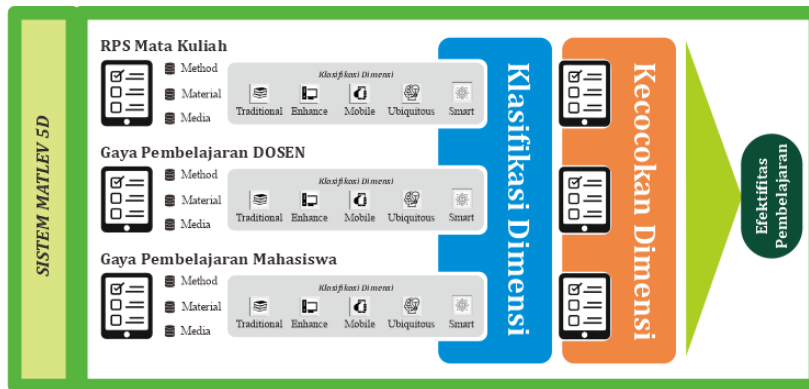 SISTEM MATLEV 5D
RPS Mata Kuliah
Method
Material
Media
Klasifikasi Dimensi
Traditional Enhance Mobile Ubiquitous Smart
Gaya Pembelajaran DOSEN
Method
Material
Media
Klasifikasi Dimensi
Traditional Enhance Mobile Ubiquitous Smart
Gaya Pembelajaran Mahasiswa
Method
Material
Media
Klasifikasi Dimensi
Traditional Enhance Mobile Ubiquitous Smart
Klasifikasi Dimensi
Kecocokan Dimensi
Efektifitas
Pembelajaran